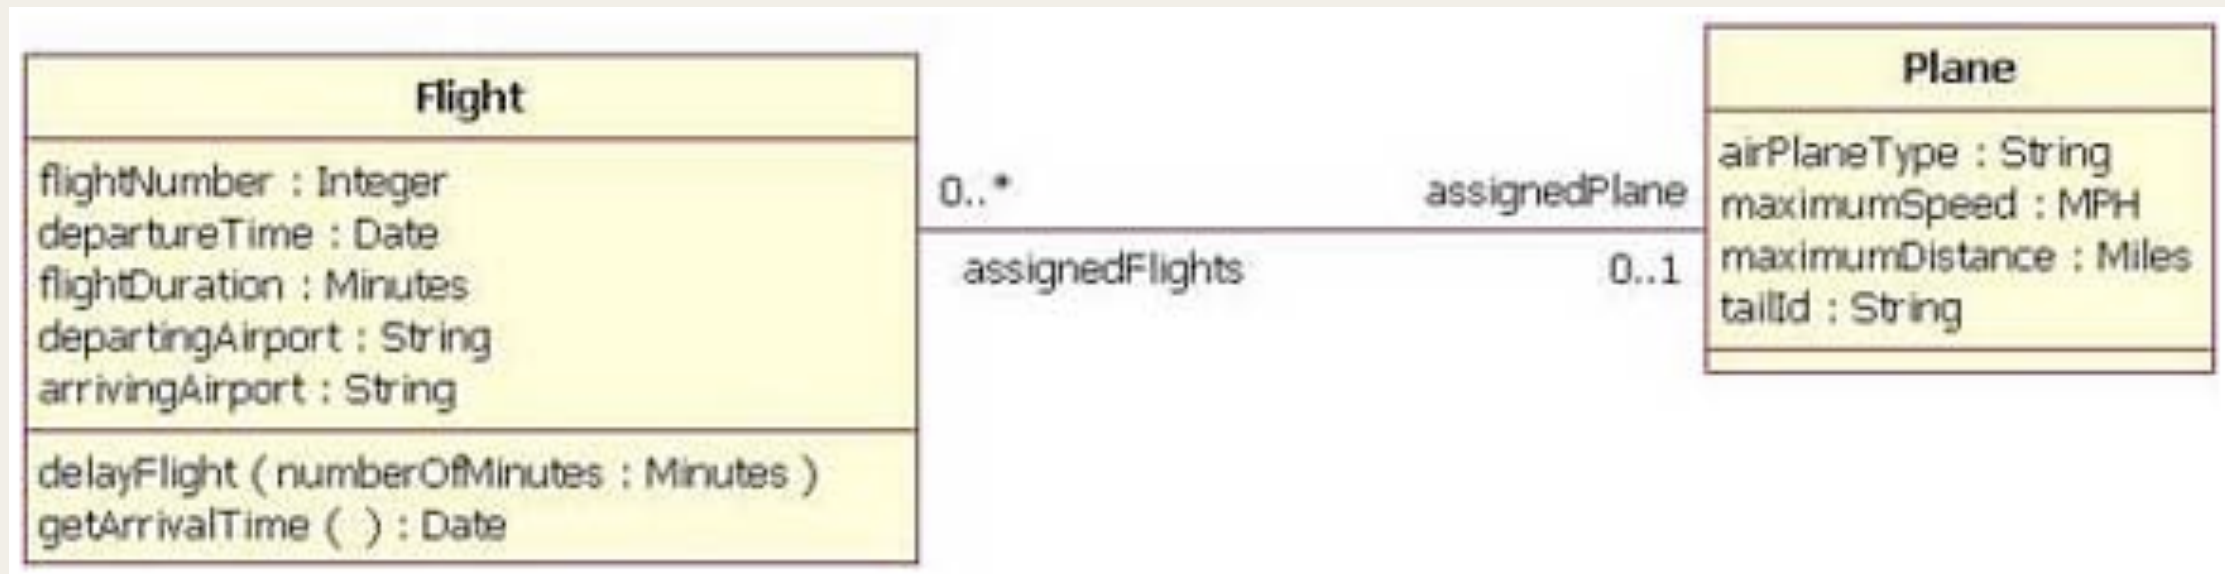 Flight
flightNumber : Integer
departureTime : Date
flightDuration : Minutes
departingAirport : String
arrivingAirport : String
delayFlight ( numberOfMinutes : Minutes )
getArrivalTime ( ) : Date
0..*
assignedFlights
assignedPlane
0..1
Plane
airPlaneType : String
maximumSpeed : MPH
maximumDistance : Miles
tailId : String